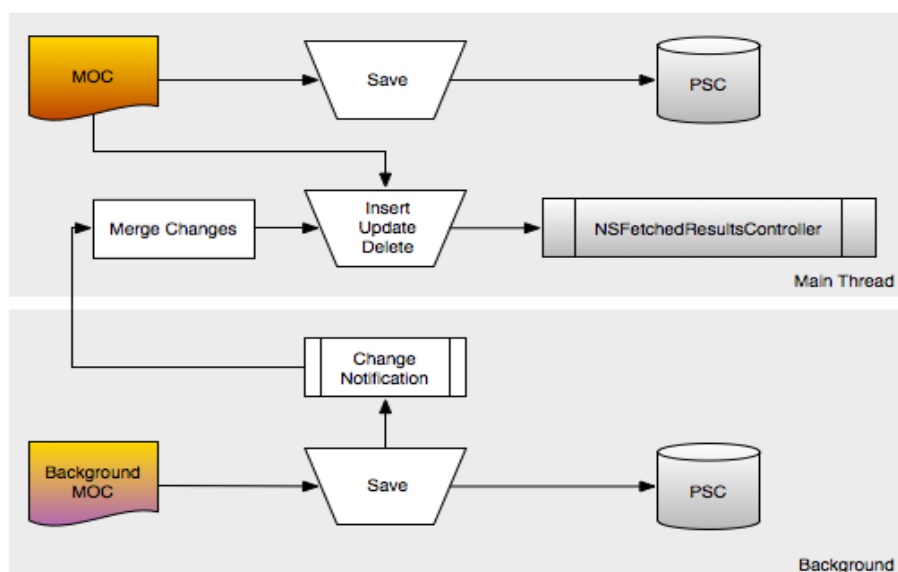 MOC
Save
PSC
Merge Changes
Insert
Update
Delete
NSFetchedResultsController
Main Thread
Change
Notification
Background
MOC
Save
PSC
Background